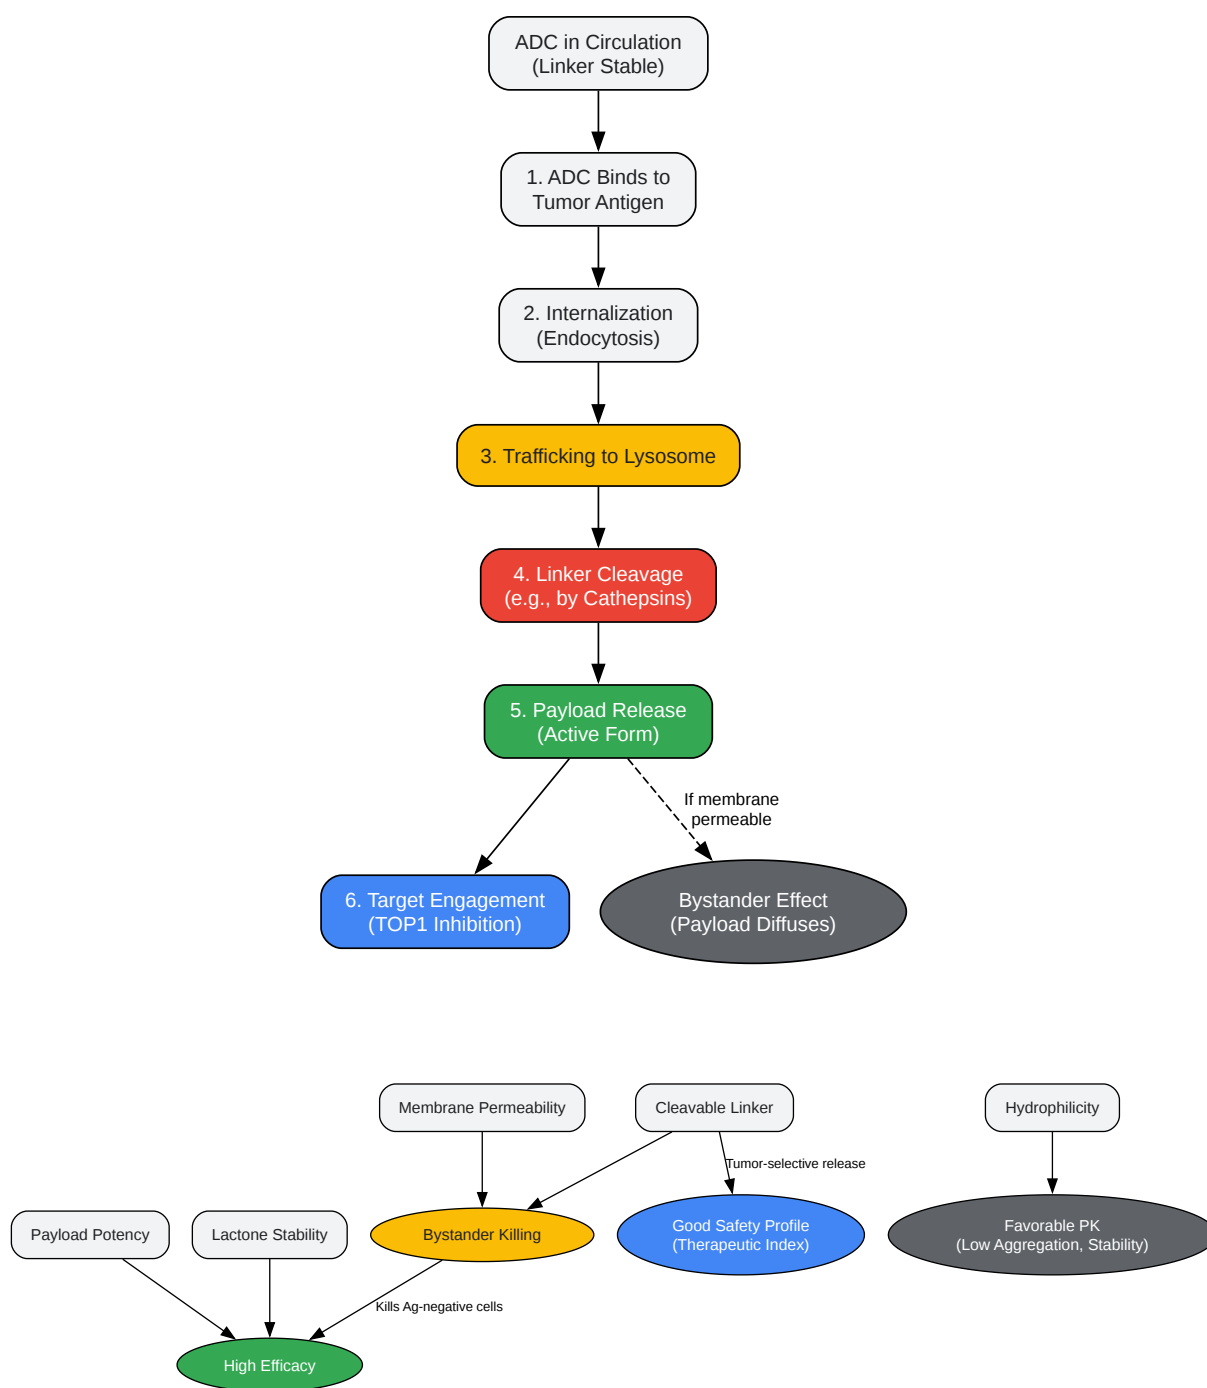 ADC in Circulation
(Linker Stable)
1. ADC Binds to
Tumor Antigen
2. Internalization
(Endocytosis)
3. Trafficking to Lysosome
4. Linker Cleavage
(e.g., by Cathepsins)
5. Payload Release
(Active Form)
If membrane
permeable
6. Target Engagement
(TOP1 Inhibition)
Bystander Effect
(Payload Diffuses)
Membrane Permeability
Cleavable Linker
Hydrophilicity
Tumor-selective release
Payload Potency
Lactone Stability
Bystander Killing
Good Safety Profile
(Therapeutic Index)
Favorable PK
(Low Aggregation, Stability)
Kills Ag-negative cells
High Efficacy